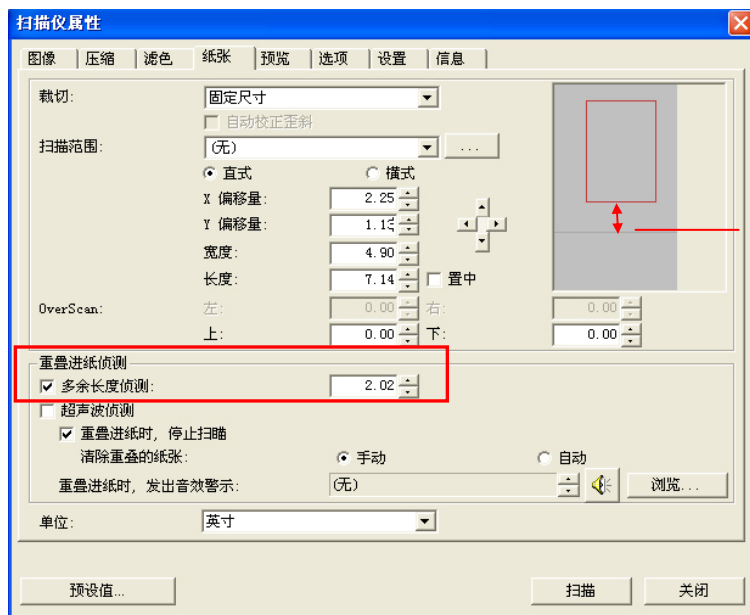 扫描仪属性
图像 压缩 滤色 纸张 预览 选项 设置 信息
裁切: 固定尺寸
自动校正歪斜
扫描范围: (无) ...
直式 横式
X 偏移量: 2.25
Y 偏移量: 1.13
宽度: 4.90
长度: 7.14 置中
OverScan: 左: 0.00 右: 0.00
上: 0.00 下: 0.00
重叠进纸侦测
多余长度侦测: 2.02
超声波侦测
重叠进纸时, 停止扫瞄
清除重叠的纸张: 手动 自动
重叠进纸时, 发出音效警示: (无) 浏览...
单位: 英寸
预设值... 扫描 关闭